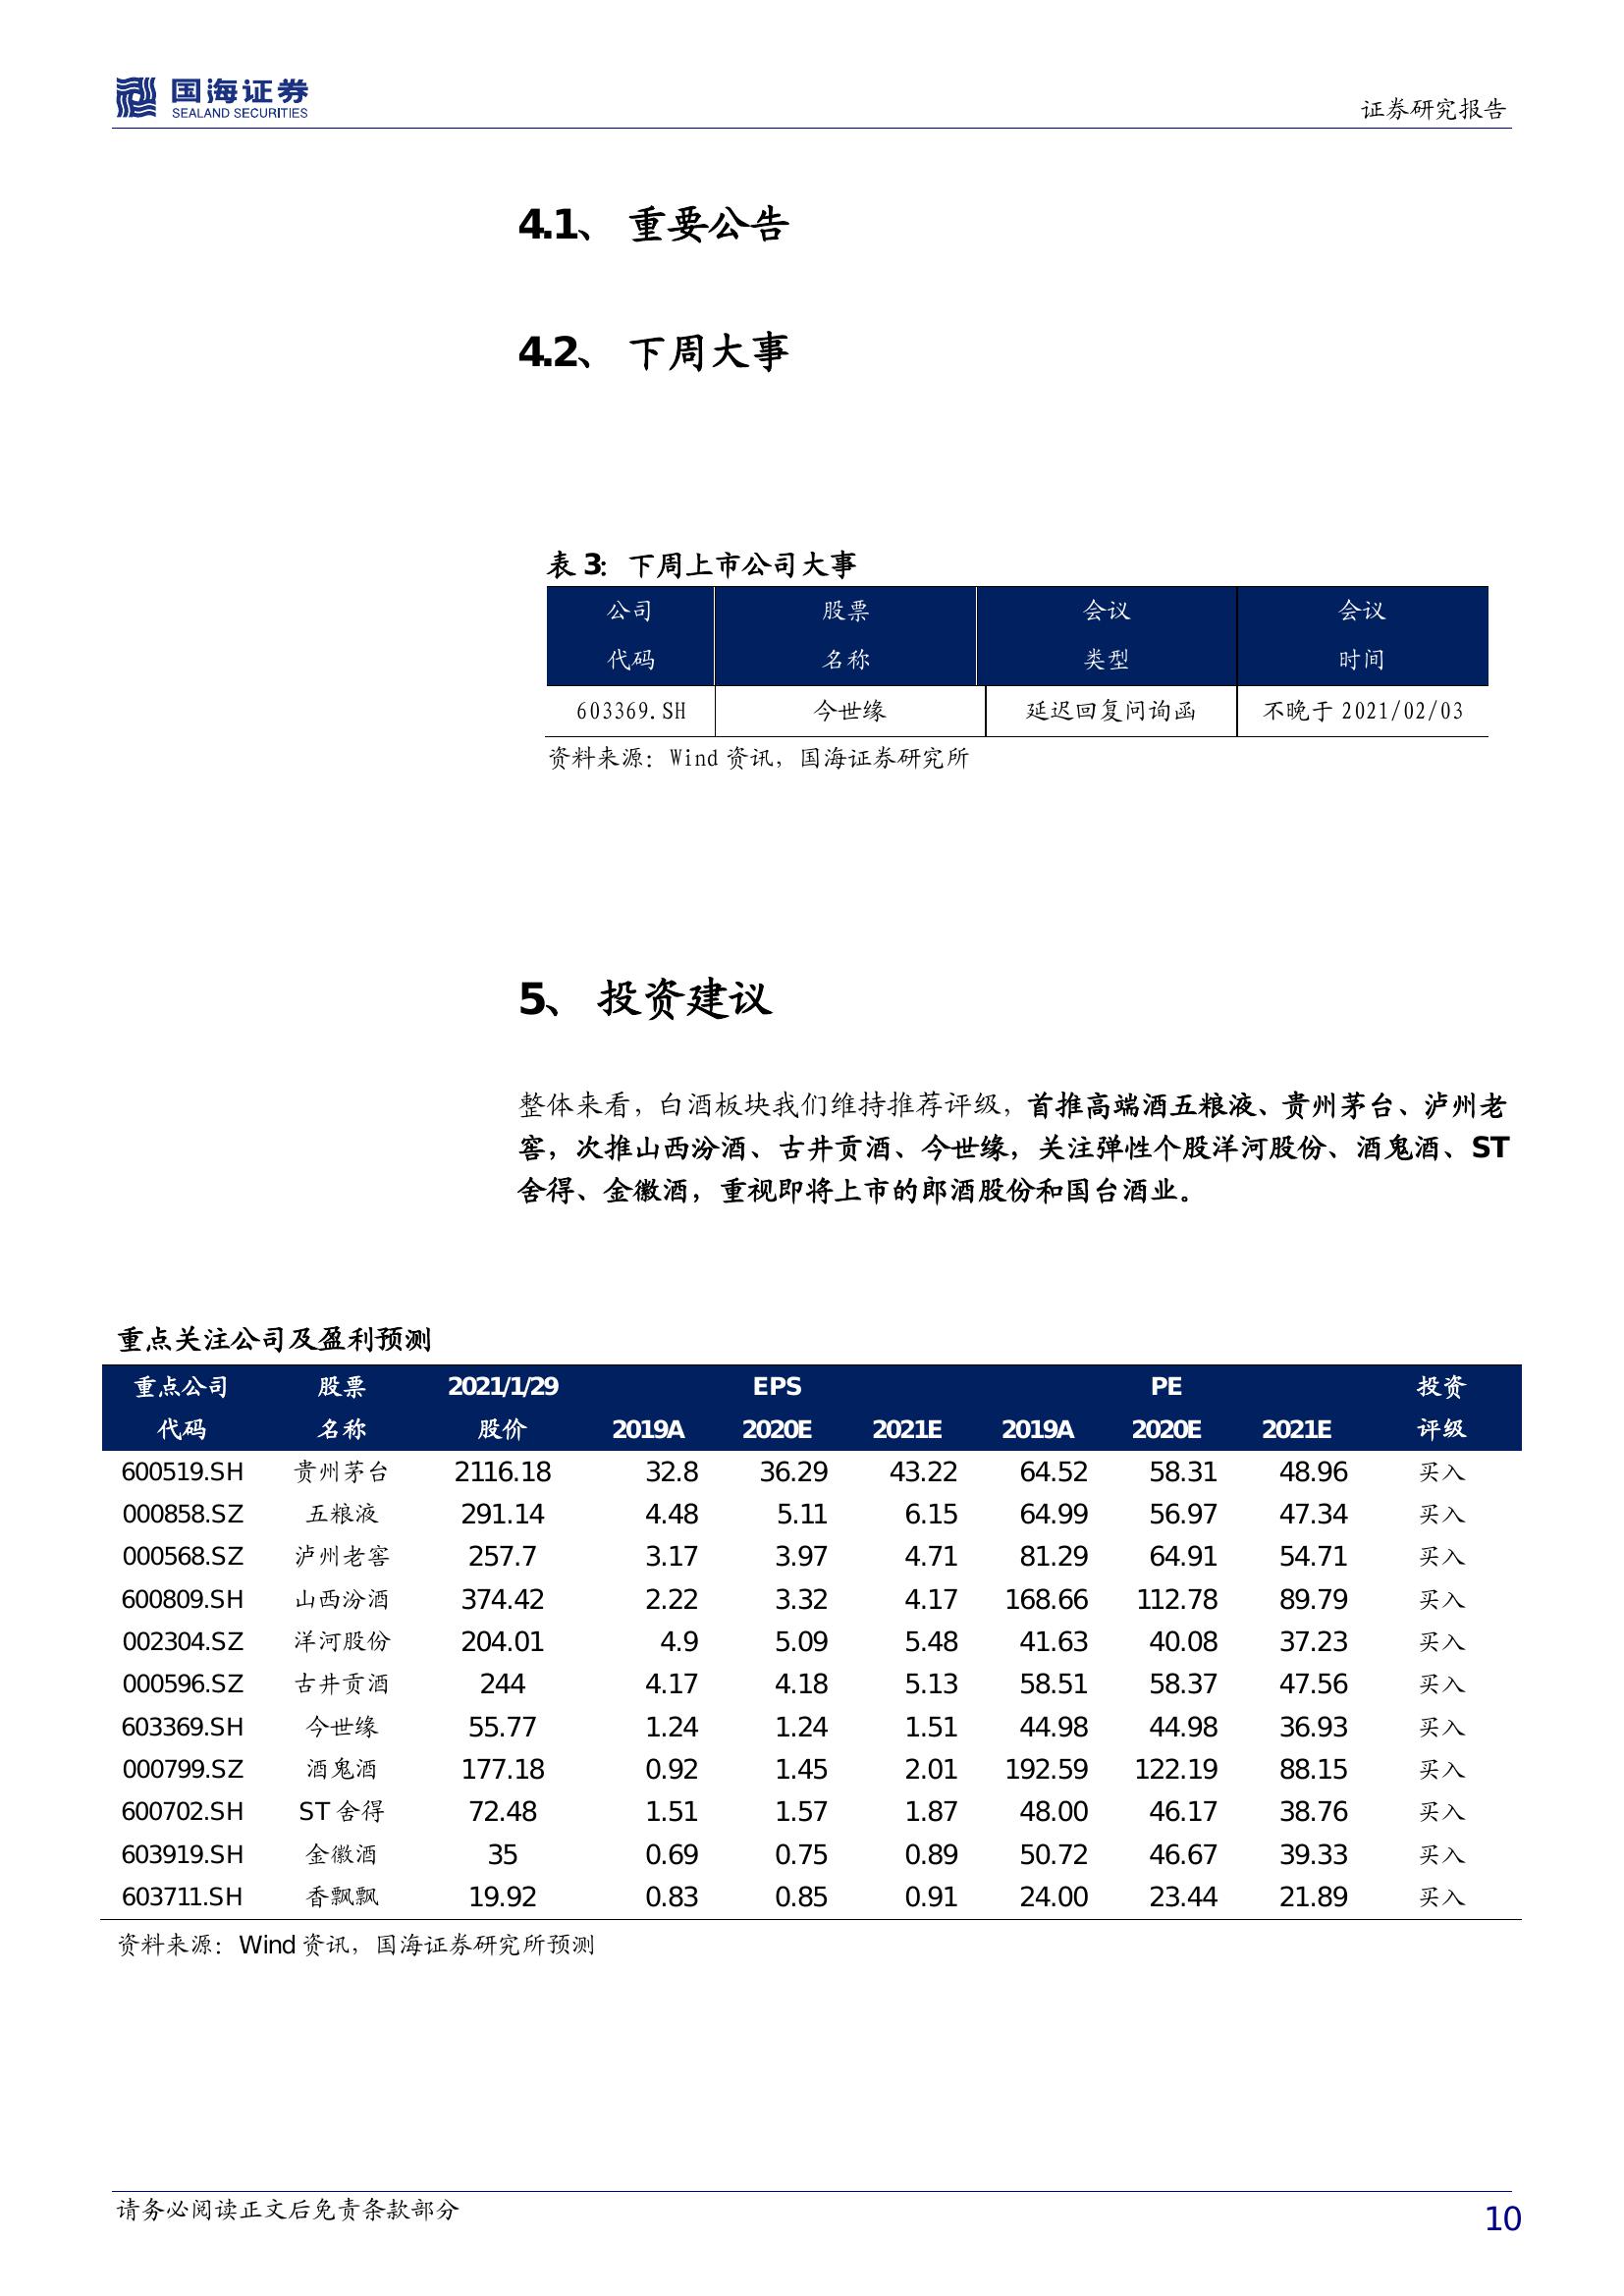 国海证券
SEALAND SECURITIES
证券研究报告
4.1、 重要公告
4.2、 下周大事
表 3：下周上市公司大事
公司 股票 会议 会议
代码 名称 类型 时间
603369.SH 今世缘 延迟回复问询函 不晚于 2021/02/03
资料来源：Wind 资讯，国海证券研究所
5、 投资建议
整体来看，白酒板块我们维持推荐评级，首推高端酒五粮液、贵州茅台、泸州老
窖，次推山西汾酒、古井贡酒、今世缘，关注弹性个股洋河股份、酒鬼酒、ST
舍得、金徽酒，重视即将上市的郎酒股份和国台酒业。
重点关注公司及盈利预测
重点公司 股票 2021/1/29 EPS PE 投资
代码 名称 股价 2019A 2020E 2021E 2019A 2020E 2021E 评级
600519.SH 贵州茅台 2116.18 32.8 36.29 43.22 64.52 58.31 48.96 买入
000858.SZ 五粮液 291.14 4.48 5.11 6.15 64.99 56.97 47.34 买入
000568.SZ 泸州老窖 257.7 3.17 3.97 4.71 81.29 64.91 54.71 买入
600809.SH 山西汾酒 374.42 2.22 3.32 4.17 168.66 112.78 89.79 买入
002304.SZ 洋河股份 204.01 4.9 5.09 5.48 41.63 40.08 37.23 买入
000596.SZ 古井贡酒 244 4.17 4.18 5.13 58.51 58.37 47.56 买入
603369.SH 今世缘 55.77 1.24 1.24 1.51 44.98 44.98 36.93 买入
000799.SZ 酒鬼酒 177.18 0.92 1.45 2.01 192.59 122.19 88.15 买入
600702.SH ST 舍得 72.48 1.51 1.57 1.87 48.00 46.17 38.76 买入
603919.SH 金徽酒 35 0.69 0.75 0.89 50.72 46.67 39.33 买入
603711.SH 香飘飘 19.92 0.83 0.85 0.91 24.00 23.44 21.89 买入
资料来源：Wind 资讯，国海证券研究所预测
请务必阅读正文后免责条款部分
10